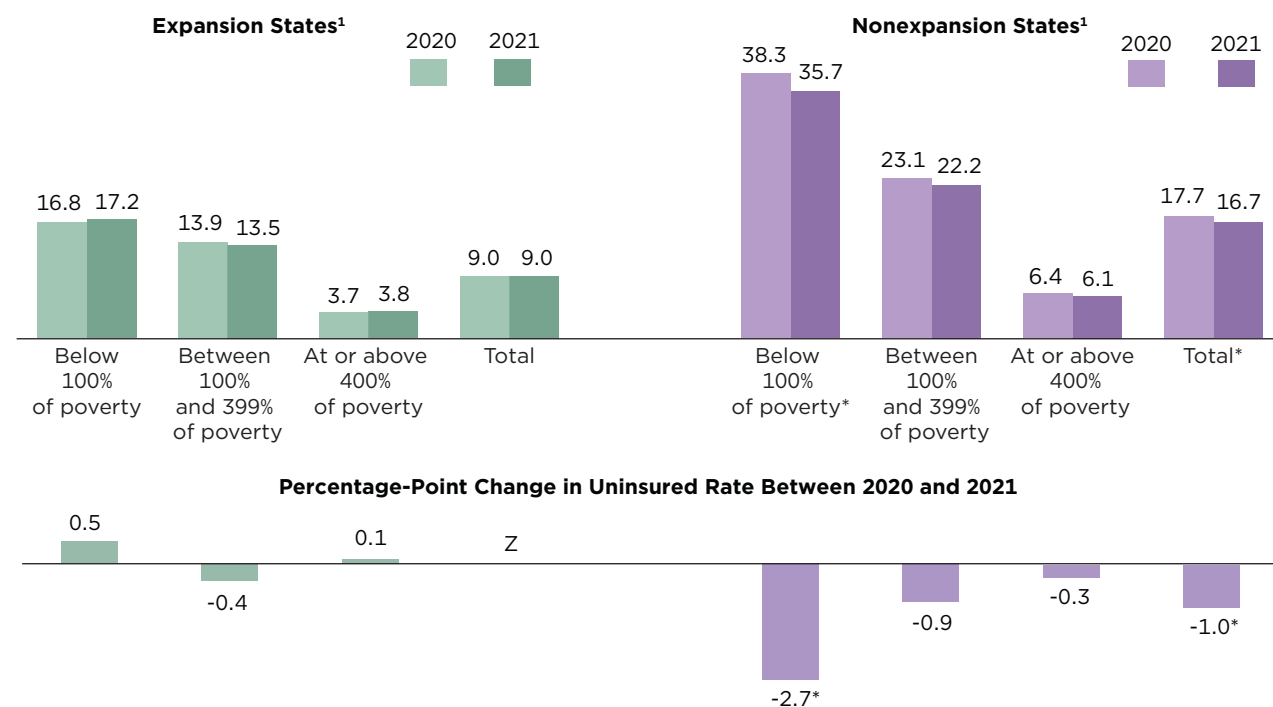 Expansion States¹
2020 2021
16.8 17.2
13.9 13.5
3.7 3.8
9.0 9.0
Below
100%
of poverty
Between
100%
and 399%
of poverty
At or above
400%
of poverty
Total
Nonexpansion States¹
2020 2021
38.3 35.7
23.1 22.2
6.4 6.1
17.7 16.7
Below
100%
of poverty*
Between
100%
and 399%
of poverty
At or above
400%
of poverty
Total*
Percentage-Point Change in Uninsured Rate Between 2020 and 2021
0.5
-0.4
0.1
Z
-2.7*
-0.9
-0.3
-1.0*